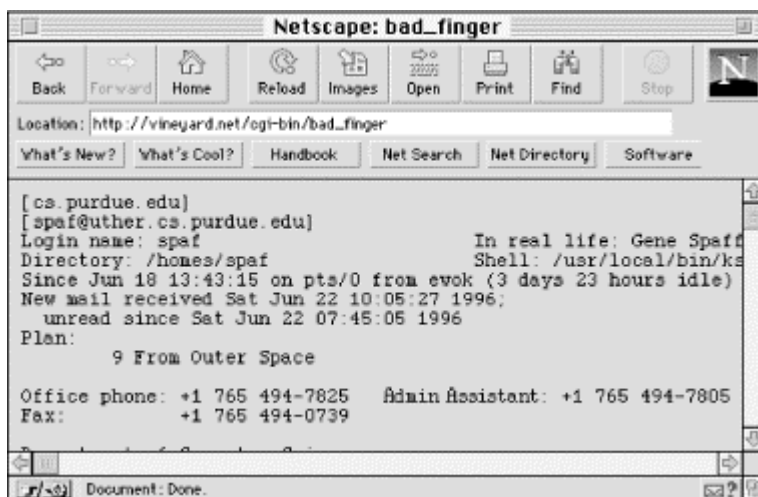 Netscape: bad_finger
Back Forward Home Reload Images Open Print Find Stop N
Location: http://vineyard.net/cgi-bin/bad_finger
What's New? What's Cool? Handbook Net Search Net Directory Software
[cs.purdue.edu]
[spaf@uther.cs.purdue.edu]
Login name: spaf In real life: Gene Spaff
Directory: /homes/spaf Shell: /usr/local/bin/ks
Since Jun 18 13:43:15 on pts/0 from evok (3 days 23 hours idle)
New mail received Sat Jun 22 10:05:27 1996;
unread since Sat Jun 22 07:45:05 1996
Plan:
9 From Outer Space
Office phone: +1 765 494-7825 Admin Assistant: +1 765 494-7805
Fax: +1 765 494-0739
Document: Done.